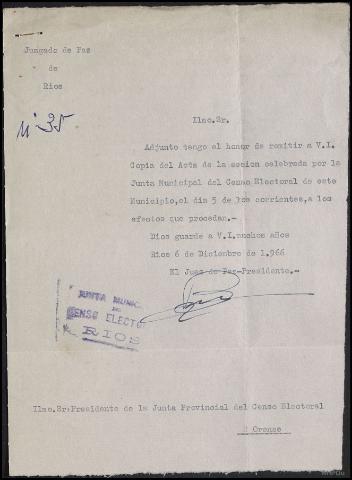 Juzgado de Paz
de
Rios
nº 35
Ilmo.Sr.
Adjunto tengo el honor de remitir a V.I.
Copia del Acta de la sesion celebrada por la
Junta Municipal del Censo Electoral de este
Municipio,el dia 5 de los corrientes,a los
efectos que procedan.-
Dios guarde a V.I.muchos años
Rios 6 de Diciembre de 1.966
El Juez de Paz-Presidente.-
JUNTA MUNIC
DEL
CENSO ELECTO
RIOS
Ilmo.Sr:Presidente de la Junta Provincial del Censo Electoral
Orense